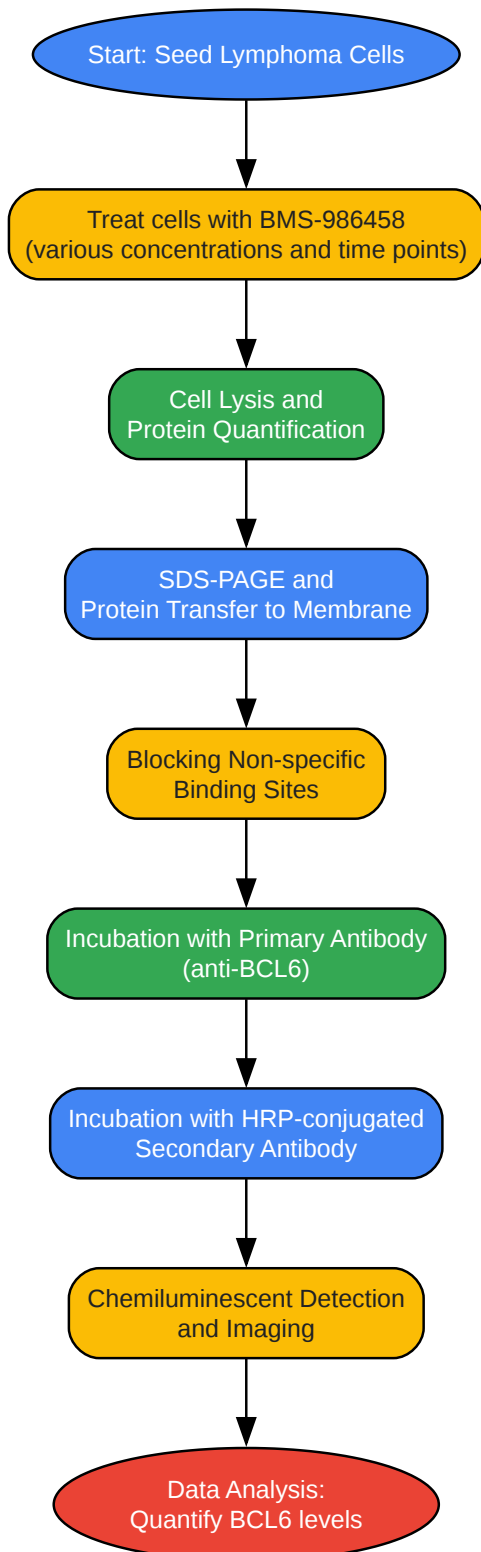 Start: Seed Lymphoma Cells
Treat cells with BMS-986458
(various concentrations and time points)
Cell Lysis and
Protein Quantification
SDS-PAGE and
Protein Transfer to Membrane
Blocking Non-specific
Binding Sites
Incubation with Primary Antibody
(anti-BCL6)
Incubation with HRP-conjugated
Secondary Antibody
Chemiluminescent Detection
and Imaging
Data Analysis:
Quantify BCL6 levels